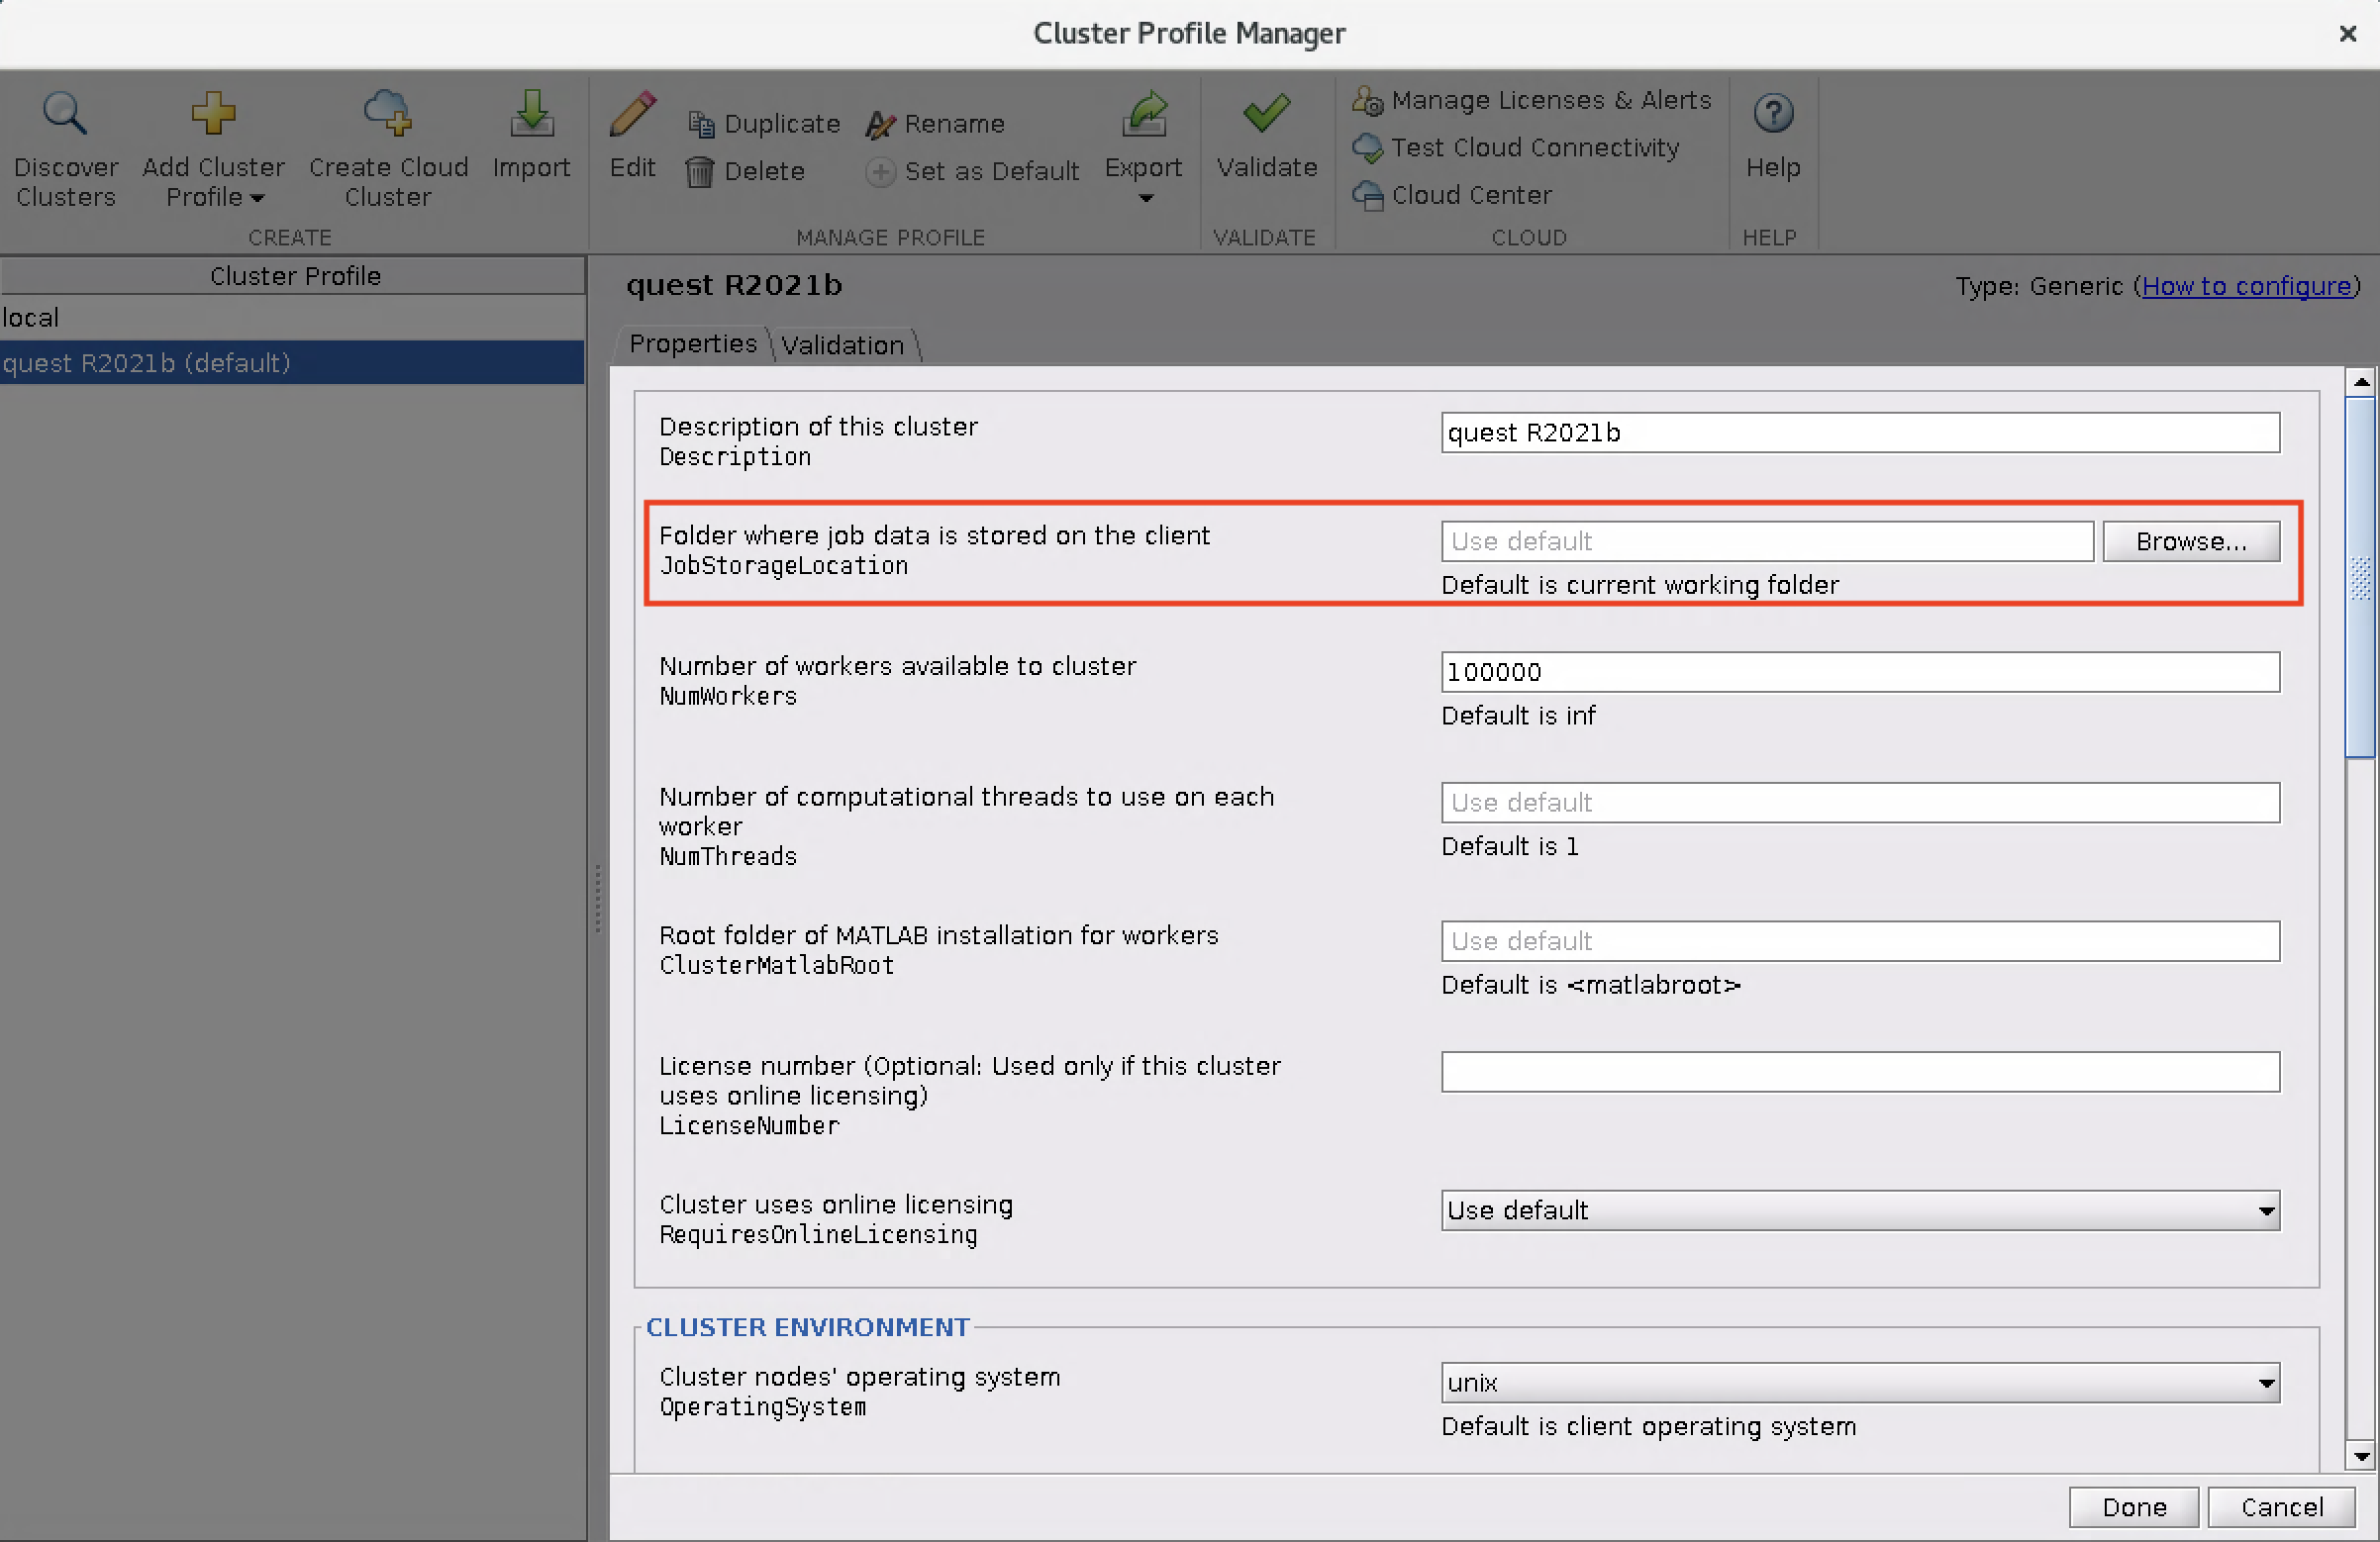 Cluster Profile Manager
Discover
Clusters
Add Cluster
Profile
Create Cloud
Cluster
Import
CREATE
Edit
Duplicate
Delete
Rename
Set as Default
Export
MANAGE PROFILE
Validate
VALIDATE
Manage Licenses & Alerts
Test Cloud Connectivity
Cloud Center
CLOUD
Help
HELP
Cluster Profile
local
quest R2021b (default)
quest R2021b
Type: Generic (How to configure)
Properties
Validation
Description of this cluster
Description
quest R2021b
Folder where job data is stored on the client
JobStorageLocation
Use default
Browse...
Default is current working folder
Number of workers available to cluster
NumWorkers
100000
Default is inf
Number of computational threads to use on each
worker
NumThreads
Use default
Default is 1
Root folder of MATLAB installation for workers
ClusterMatlabRoot
Use default
Default is <matlabroot>
License number (Optional: Used only if this cluster
uses online licensing)
LicenseNumber
Cluster uses online licensing
RequiresOnlineLicensing
Use default
CLUSTER ENVIRONMENT
Cluster nodes' operating system
OperatingSystem
unix
Default is client operating system
Done
Cancel